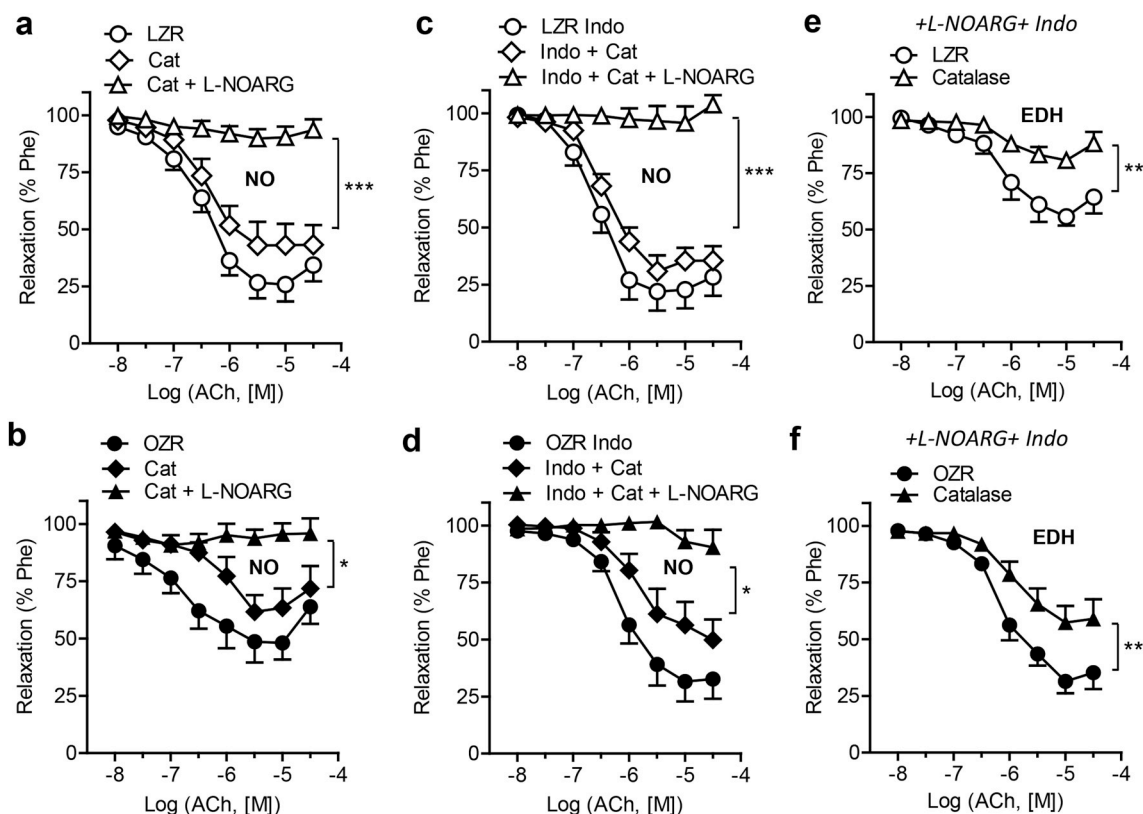 a
LZR
Cat
Cat + L-NOARG
Relaxation (% Phe)
100
75
50
25
0
NO
***
-8
-7
-6
-5
-4
Log (ACh, [M])
c
LZR Indo
Indo + Cat
Indo + Cat + L-NOARG
Relaxation (% Phe)
100
75
50
25
0
NO
***
-8
-7
-6
-5
-4
Log (ACh, [M])
e
+L-NOARG+ Indo
LZR
Catalase
Relaxation (% Phe)
100
75
50
25
0
EDH
**
-8
-7
-6
-5
-4
Log (ACh, [M])
b
OZR
Cat
Cat + L-NOARG
Relaxation (% Phe)
100
75
50
25
0
NO
*
-8
-7
-6
-5
-4
Log (ACh, [M])
d
OZR Indo
Indo + Cat
Indo + Cat + L-NOARG
Relaxation (% Phe)
100
75
50
25
0
NO
*
-8
-7
-6
-5
-4
Log (ACh, [M])
f
+L-NOARG+ Indo
OZR
Catalase
Relaxation (% Phe)
100
75
50
25
0
EDH
**
-8
-7
-6
-5
-4
Log (ACh, [M])